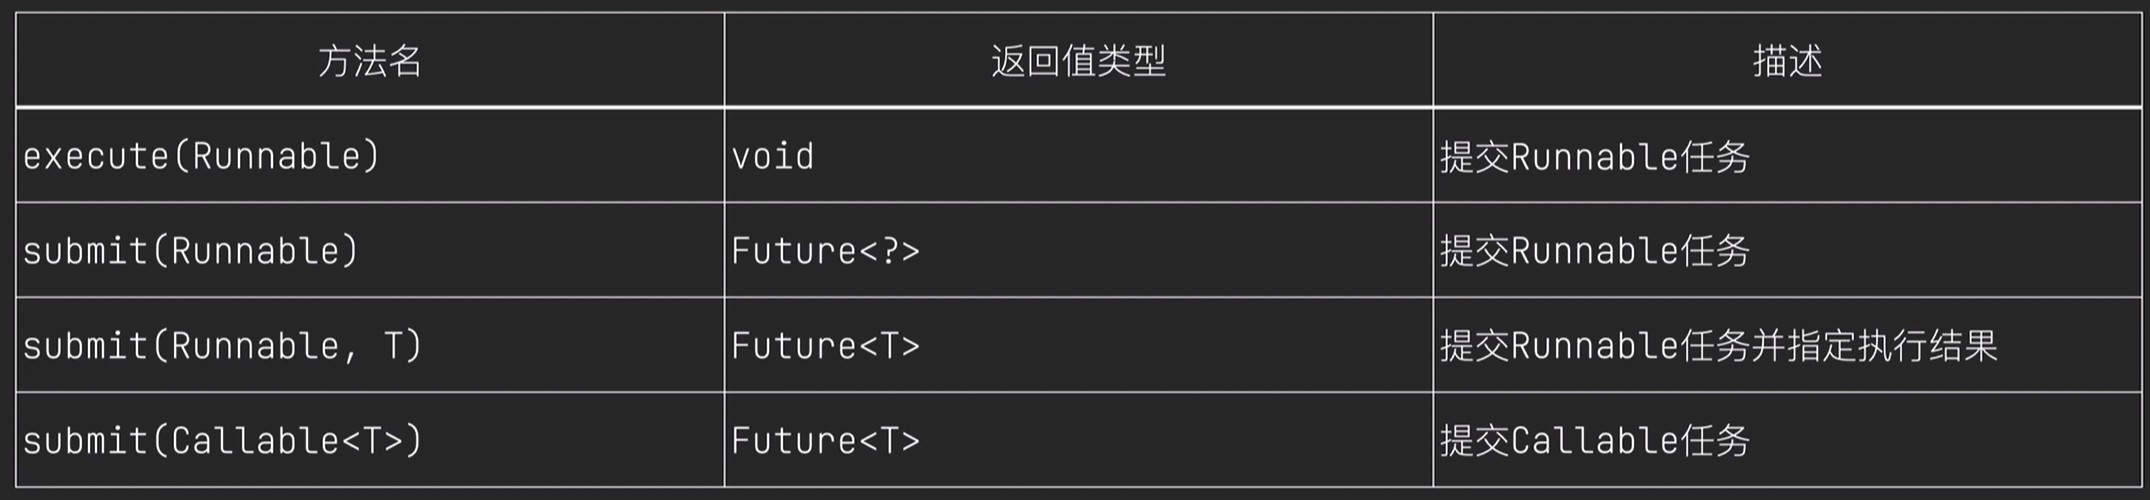 方法名 返回值类型 描述
execute(Runnable) void 提交Runnable任务
submit(Runnable) Future<?> 提交Runnable任务
submit(Runnable, T) Future<T> 提交Runnable任务并指定执行结果
submit(Callable<T>) Future<T> 提交Callable任务